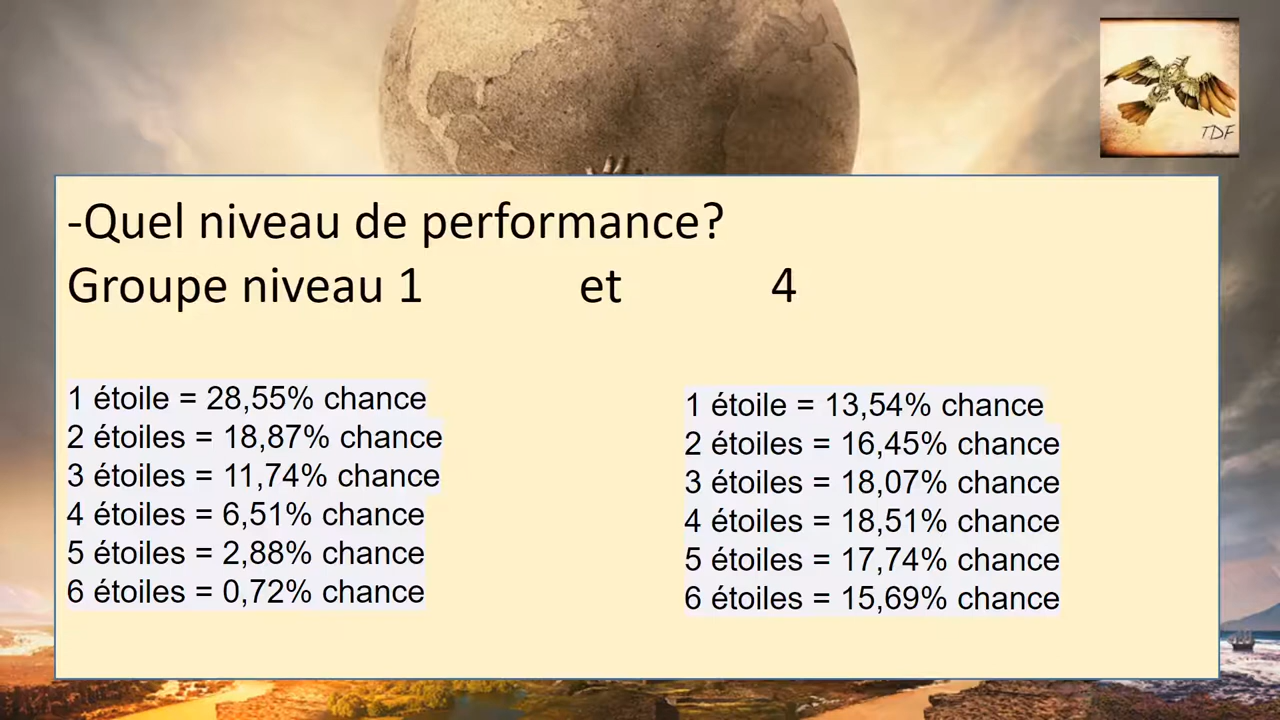 TDF
-Quel niveau de performance?
Groupe niveau 1 et 4
1 étoile = 28,55% chance
2 étoiles = 18,87% chance
3 étoiles = 11,74% chance
4 étoiles = 6,51% chance
5 étoiles = 2,88% chance
6 étoiles = 0,72% chance
1 étoile = 13,54% chance
2 étoiles = 16,45% chance
3 étoiles = 18,07% chance
4 étoiles = 18,51% chance
5 étoiles = 17,74% chance
6 étoiles = 15,69% chance